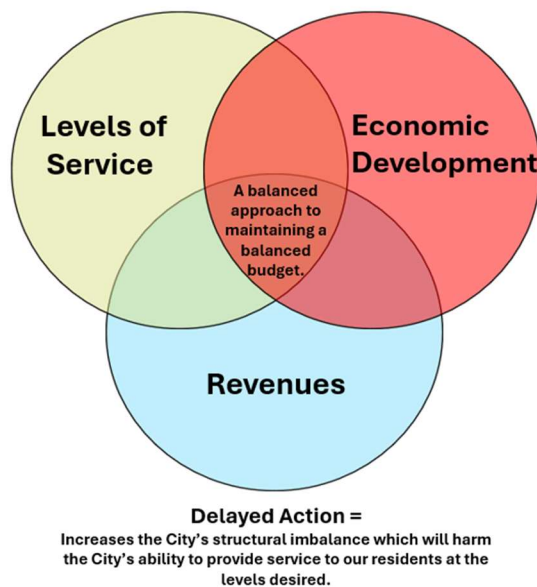 Levels of
Service
Economic
Development
A balanced
approach to
maintaining a
balanced
budget.
Revenues
Delayed Action =
Increases the City's structural imbalance which will harm
the City's ability to provide service to our residents at the
levels desired.